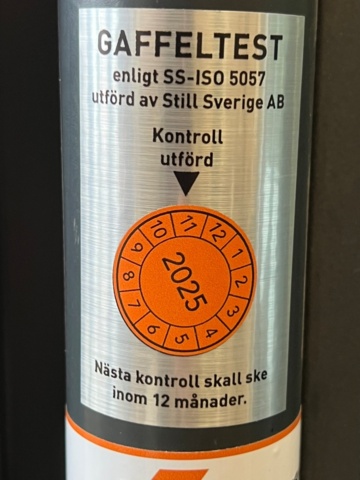 GAFFELTEST
enligt SS-ISO 5057
utförd av Still Sverige AB
Kontroll
utförd
10 11 12 1 2 3 4 5 6 7 8 9
2025
Nästa kontroll skall ske
inom 12 månader.